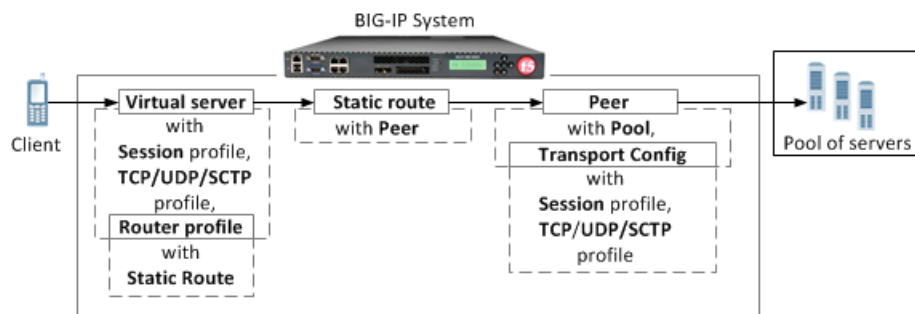 BIG-IP System
f5
Client
Virtual server
with
Session profile,
TCP/UDP/SCTP
profile,
Router profile
with
Static Route
Static route
with Peer
Peer
with Pool,
Transport Config
with
Session profile,
TCP/UDP/SCTP
profile
Pool of servers